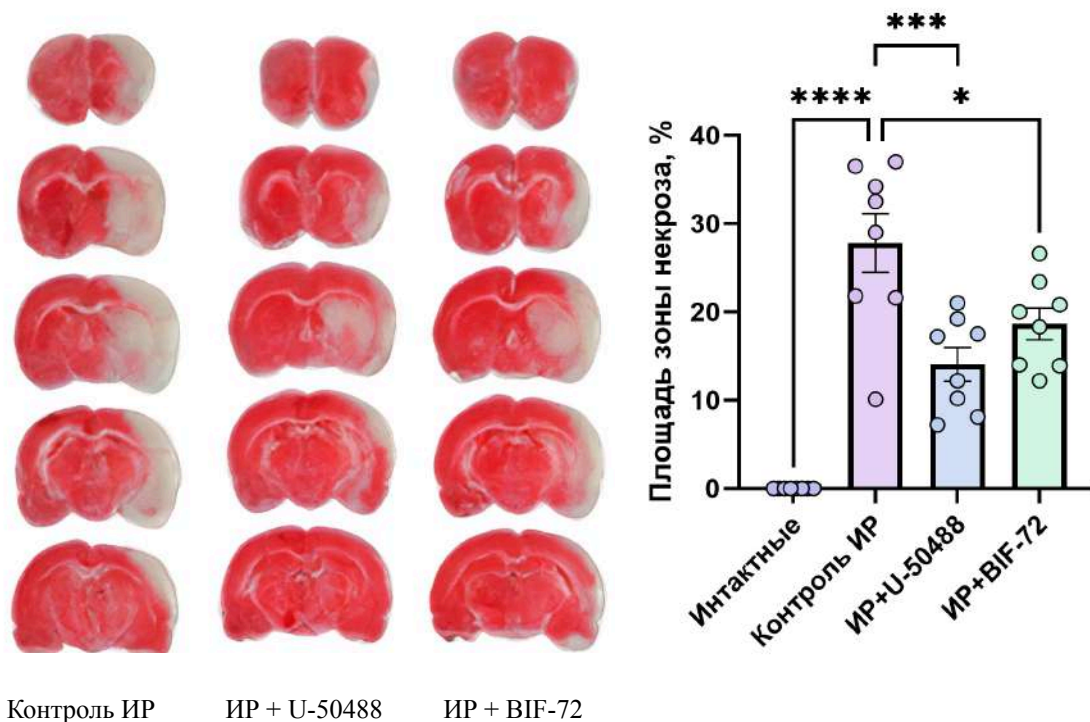 ***
****
*
Площадь зоны некроза, %
40
30
20
10
0
Интактные
Контроль ИР
ИР+U-50488
ИР+BIF-72
Контроль ИР ИР + U-50488 ИР + BIF-72